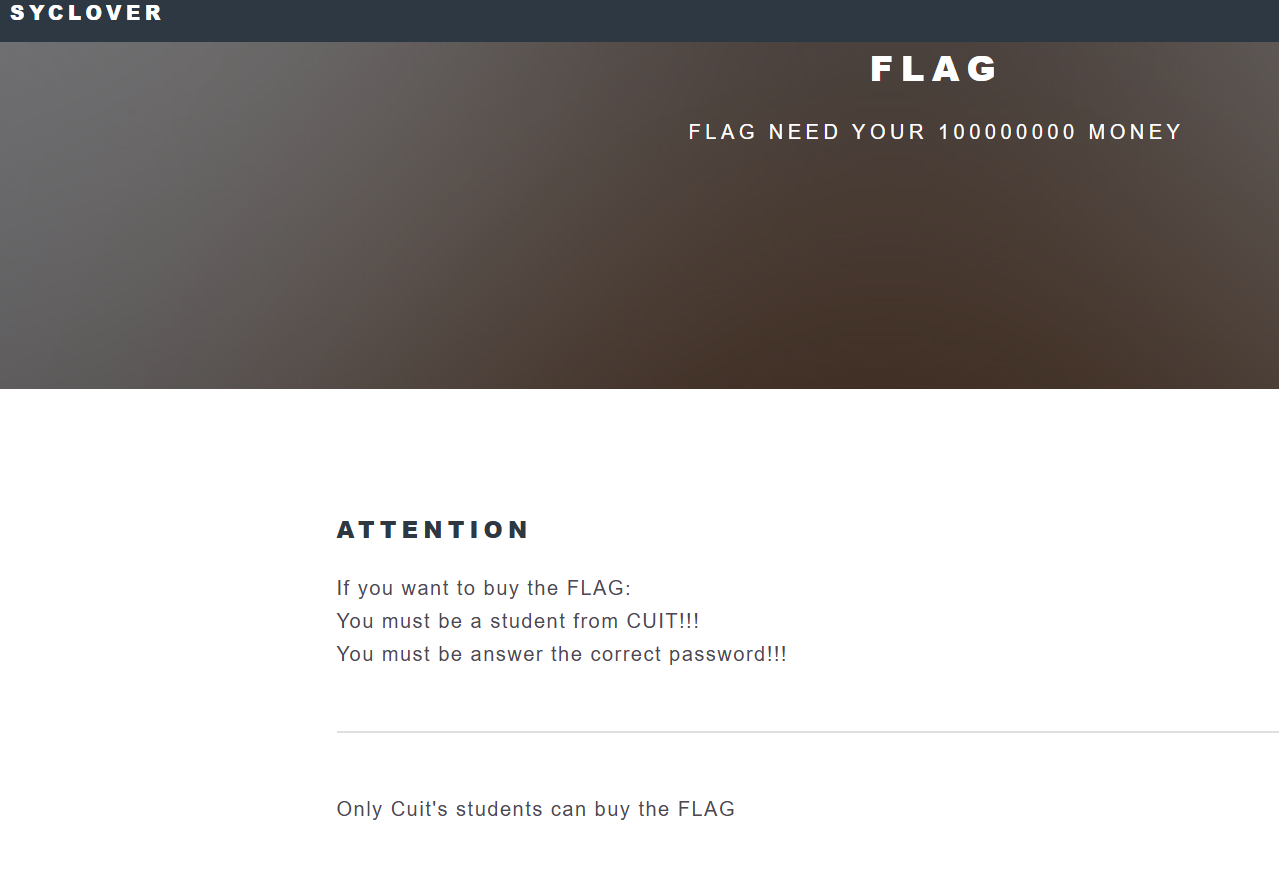 SYCLOVER
FLAG
FLAG NEED YOUR 100000000 MONEY
ATTENTION
If you want to buy the FLAG:
You must be a student from CUIT!!!
You must be answer the correct password!!!
Only Cuit's students can buy the FLAG